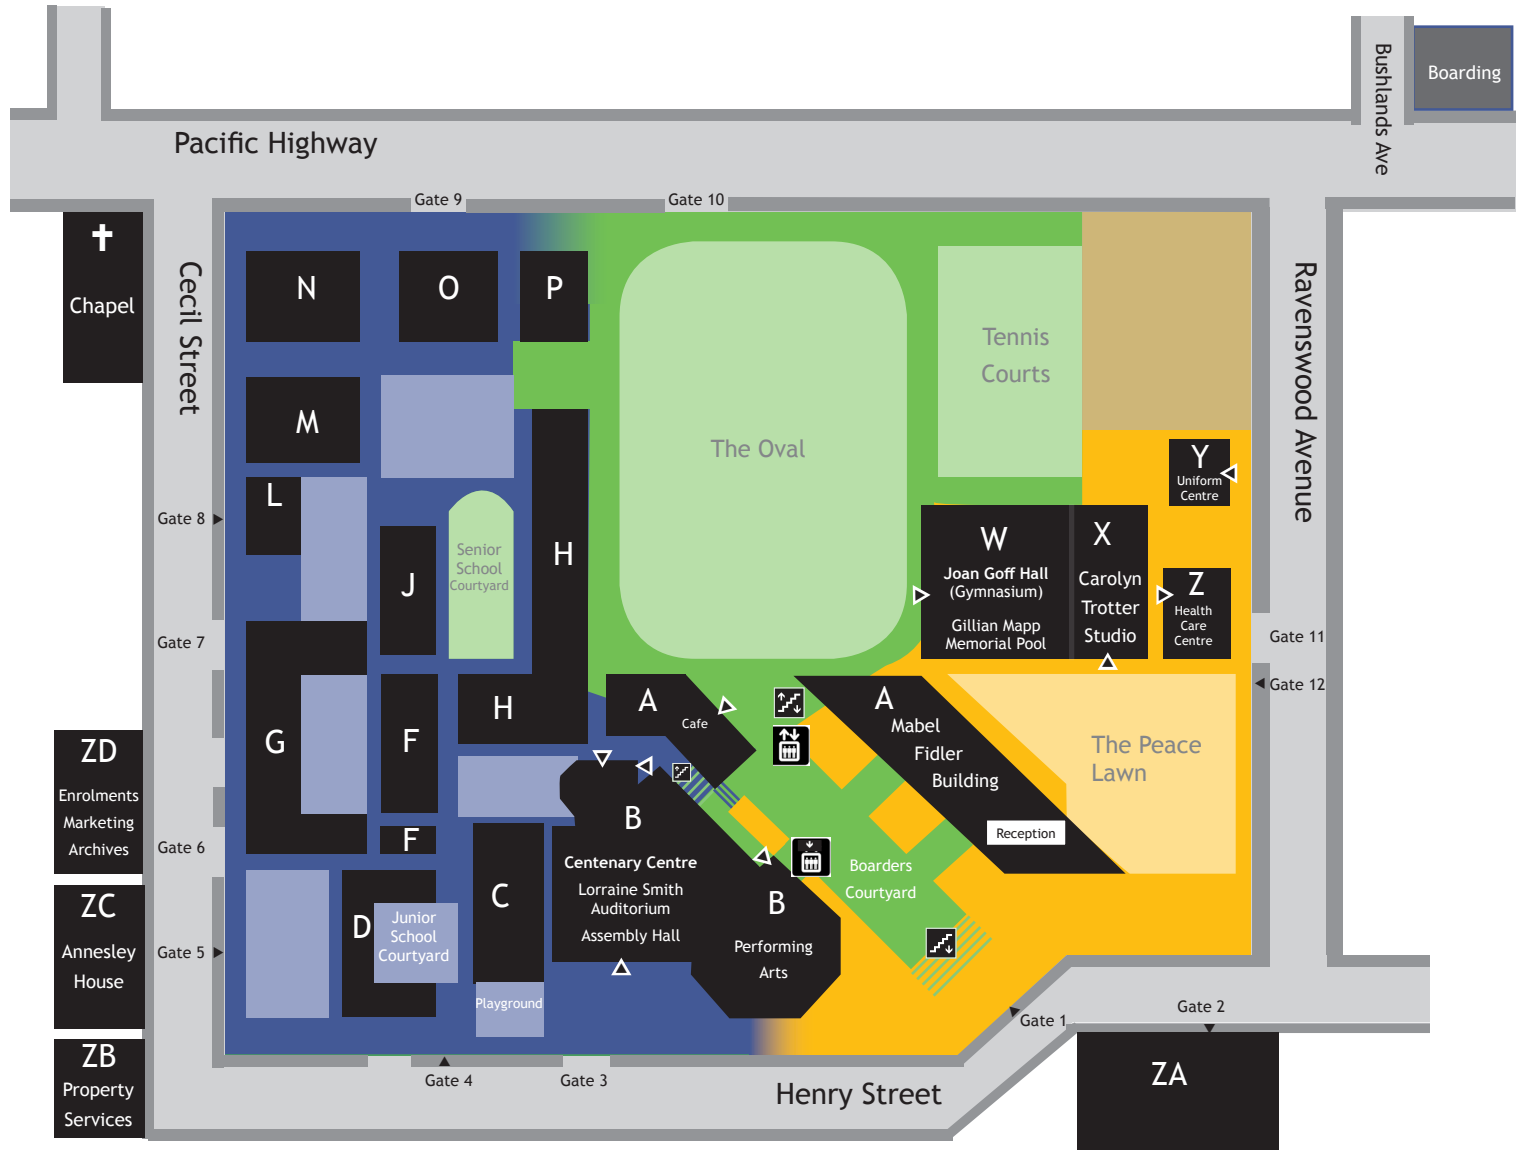 Bushlands Ave
Boarding
Pacific Highway
Gate 9
Gate 10
Chapel
Cecil Street
N
O
P
Ravenswood Avenue
Tennis
Courts
M
The Oval
Y
Uniform
Centre
L
Gate 8
Senior
School
Courtyard
H
J
W
Joan Goff Hall
(Gymnasium)
Gillian Mapp
Memorial Pool
X
Carolyn
Trotter
Studio
Z
Health
Care
Centre
Gate 7
Gate 11
Gate 12
G
F
H
A
Cafe
A
Mabel
Fidler
Building
Reception
The Peace
Lawn
ZD
Enrolments
Marketing
Archives
Gate 6
F
B
Centenary Centre
Lorraine Smith
Auditorium
Assembly Hall
Boarders
Courtyard
C
B
Performing
Arts
D
Junior
School
Courtyard
ZC
Annesley
House
Gate 5
Playground
Gate 1
Gate 2
ZB
Property
Services
Gate 4
Gate 3
Henry Street
ZA